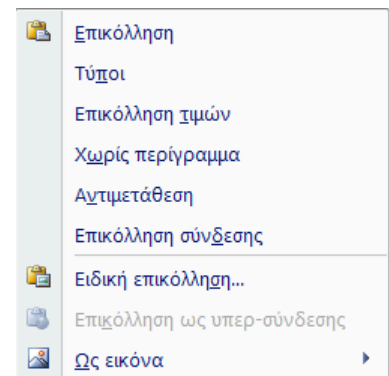 Επικόλληση
Τύποι
Επικόλληση τιμών
Χωρίς περίγραμμα
Αντιμετάθεση
Επικόλληση σύνδεσης
Ειδική επικόλληση...
Επικόλληση ως υπερ-σύνδεσης
Ως εικόνα